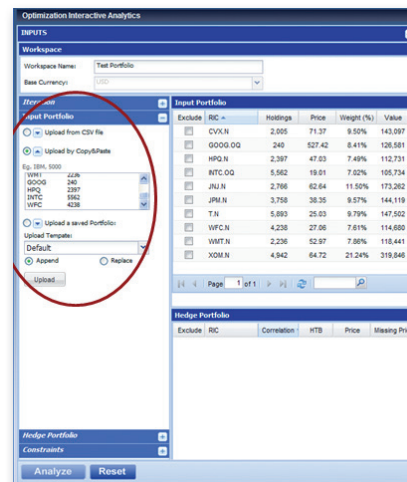 Optimization Interactive Analytics
INPUTS
Workspace
Workspace Name: Test Portfolio
Base Currency: USD
Iteration
Input Portfolio
Upload from CSV file
Upload by Copy&Paste
Eg. IBM, 5000
WMT 2236
GOOG 240
HPQ 2397
INTC 5562
WFC 4238
Upload a saved Portfolio:
Upload Tempate:
Default
Append Replace
Upload
Hedge Portfolio
Constraints
Analyze Reset
Input Portfolio
Exclude RIC Holdings Price Weight (%) Value
CVX.N 2,005 71.37 9.50% 143,097
GOOG.OQ 240 527.42 8.41% 126,581
HPQ.N 2,397 47.03 7.49% 112,731
INTC.OQ 5,562 19.01 7.02% 105,734
JNJ.N 2,766 62.64 11.50% 173,262
JPM.N 3,758 38.35 9.57% 144,119
T.N 5,893 25.03 9.79% 147,502
WFC.N 4,238 27.06 7.61% 114,680
WMT.N 2,236 52.97 7.86% 118,441
XOM.N 4,942 64.72 21.24% 319,846
Page 1 of 1
Hedge Portfolio
Exclude RIC Correlation HTB Price Missing Pri